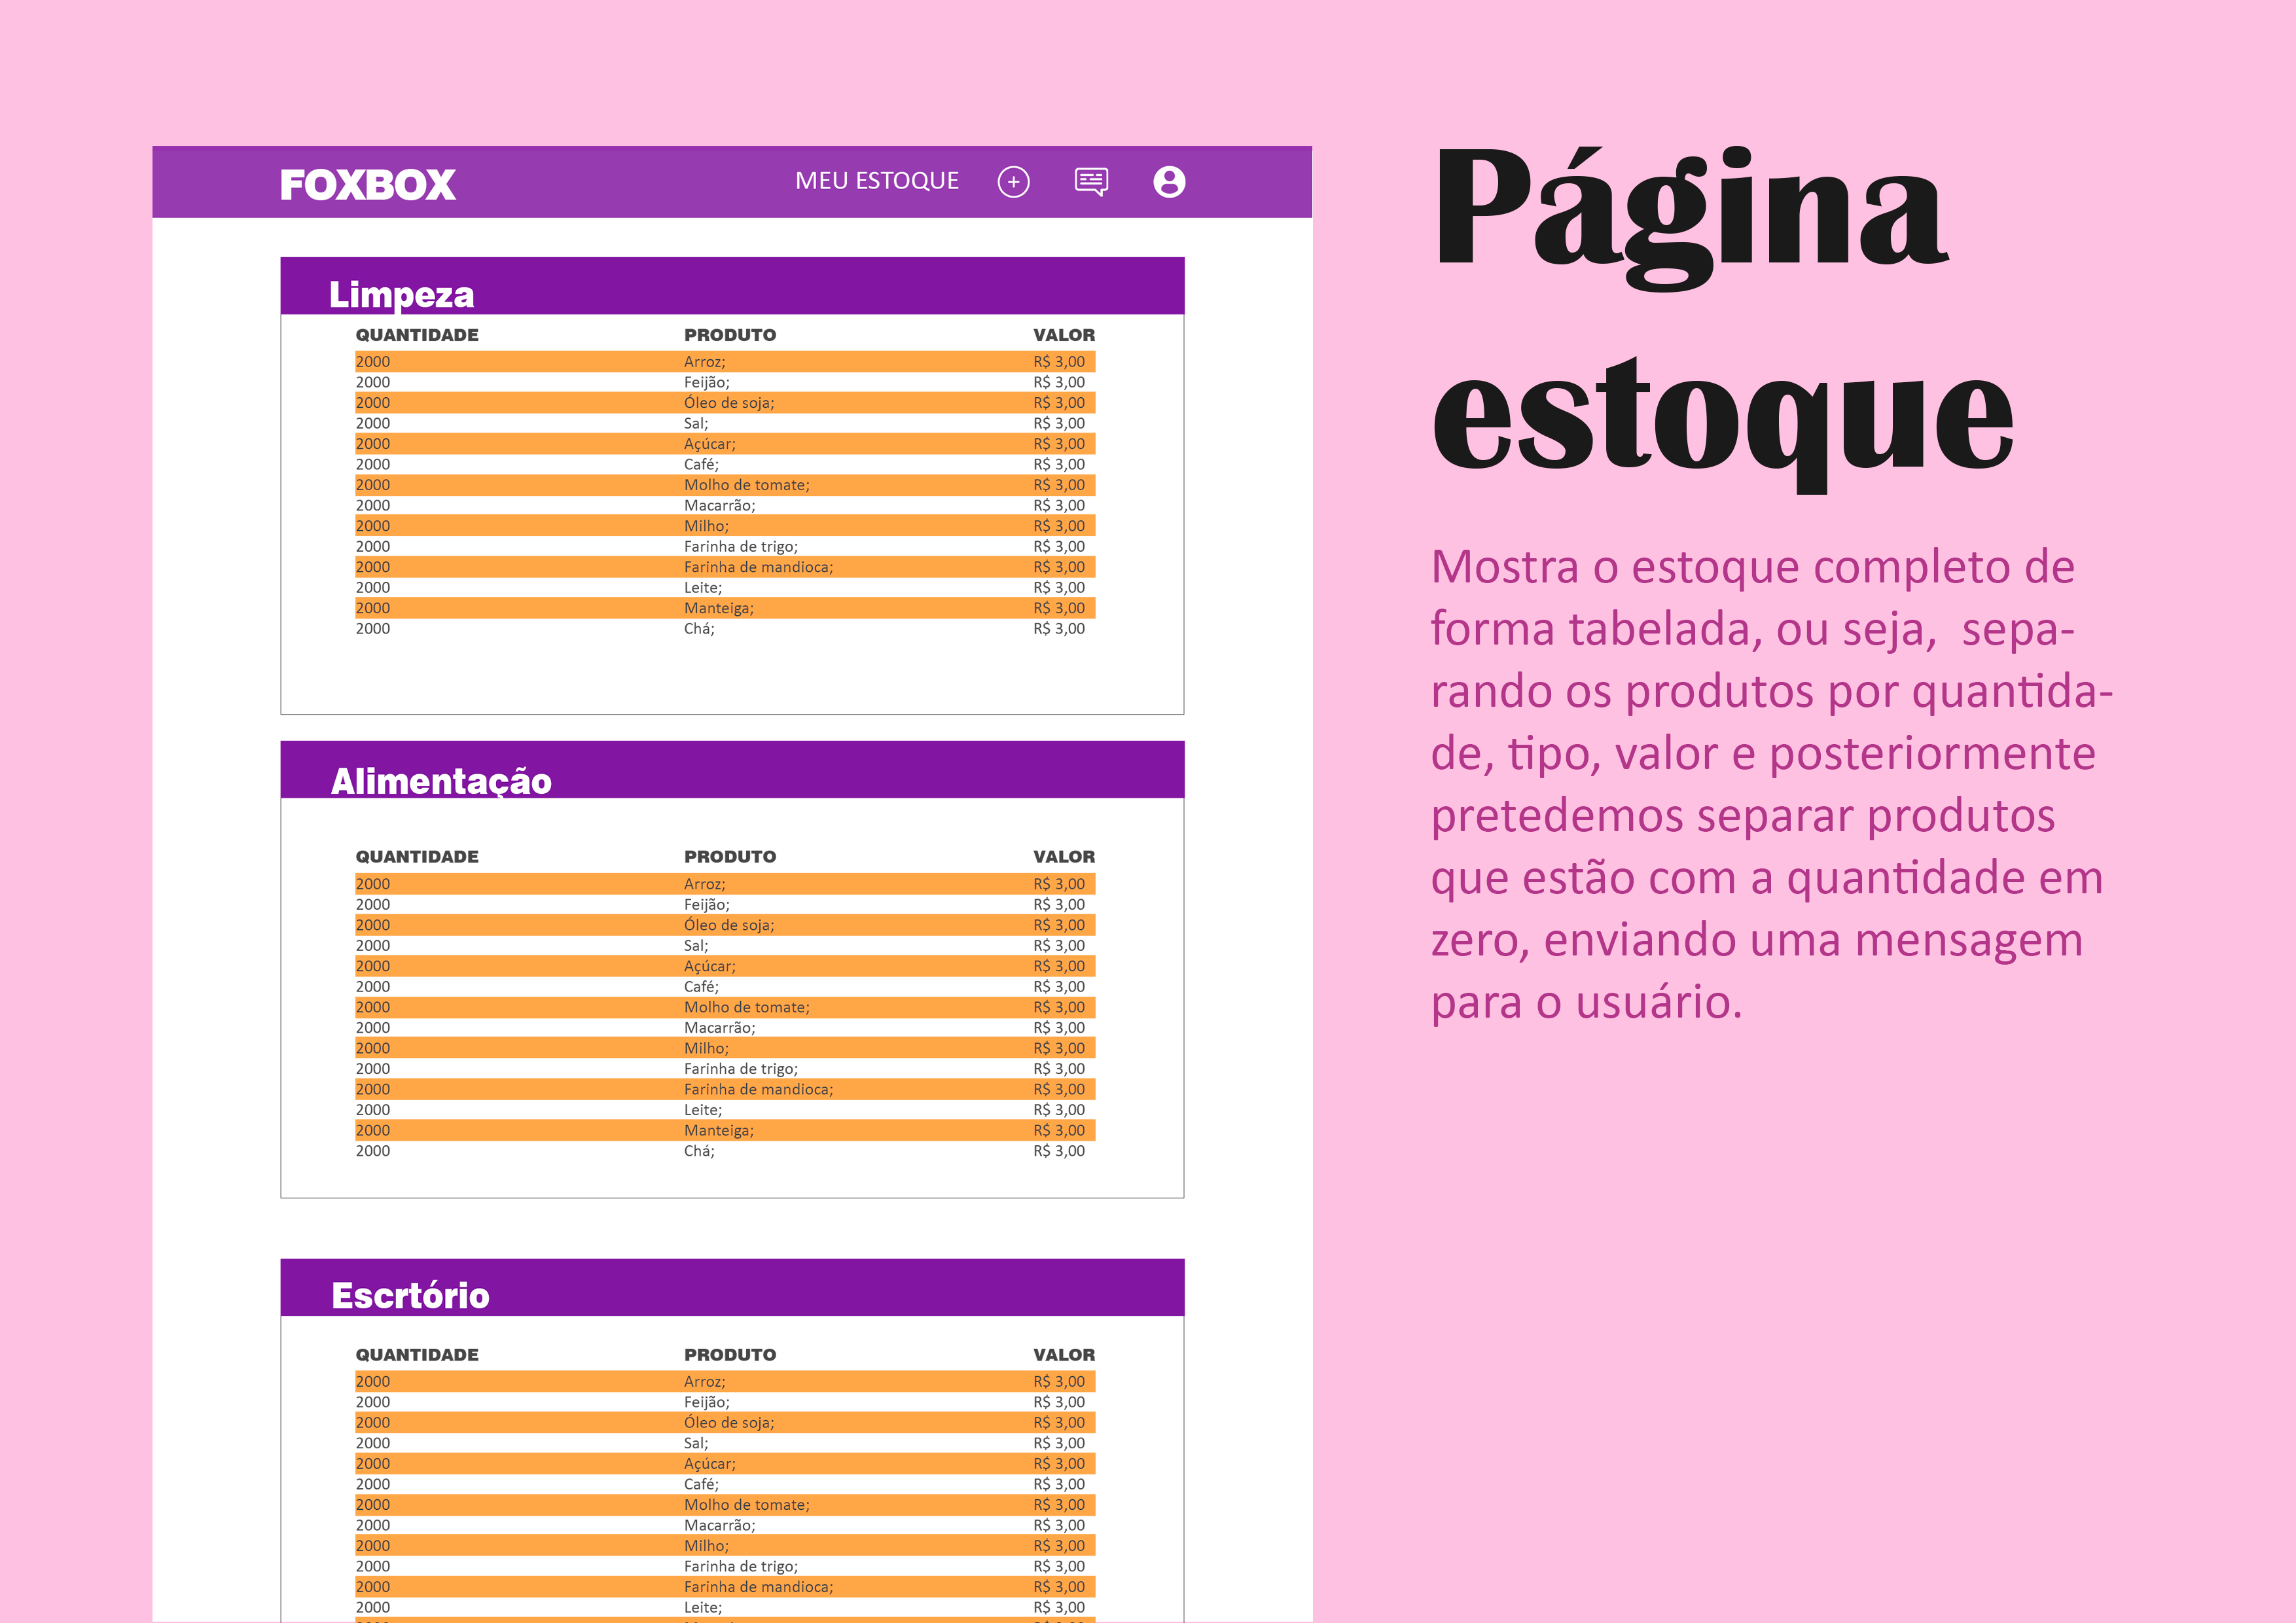 FOXBOX MEU ESTOQUE
Limpeza
QUANTIDADE PRODUTO VALOR
2000 Arroz; R$ 3,00
2000 Feijão; R$ 3,00
2000 Óleo de soja; R$ 3,00
2000 Sal; R$ 3,00
2000 Açúcar; R$ 3,00
2000 Café; R$ 3,00
2000 Molho de tomate; R$ 3,00
2000 Macarrão; R$ 3,00
2000 Milho; R$ 3,00
2000 Farinha de trigo; R$ 3,00
2000 Farinha de mandioca; R$ 3,00
2000 Leite; R$ 3,00
2000 Manteiga; R$ 3,00
2000 Chá; R$ 3,00
Alimentação
QUANTIDADE PRODUTO VALOR
2000 Arroz; R$ 3,00
2000 Feijão; R$ 3,00
2000 Óleo de soja; R$ 3,00
2000 Sal; R$ 3,00
2000 Açúcar; R$ 3,00
2000 Café; R$ 3,00
2000 Molho de tomate; R$ 3,00
2000 Macarrão; R$ 3,00
2000 Milho; R$ 3,00
2000 Farinha de trigo; R$ 3,00
2000 Farinha de mandioca; R$ 3,00
2000 Leite; R$ 3,00
2000 Manteiga; R$ 3,00
2000 Chá; R$ 3,00
Escrtório
QUANTIDADE PRODUTO VALOR
2000 Arroz; R$ 3,00
2000 Feijão; R$ 3,00
2000 Óleo de soja; R$ 3,00
2000 Sal; R$ 3,00
2000 Açúcar; R$ 3,00
2000 Café; R$ 3,00
2000 Molho de tomate; R$ 3,00
2000 Macarrão; R$ 3,00
2000 Milho; R$ 3,00
2000 Farinha de trigo; R$ 3,00
2000 Farinha de mandioca; R$ 3,00
2000 Leite; R$ 3,00
Página
estoque
Mostra o estoque completo de
forma tabelada, ou seja, sepa-
rando os produtos por quantida-
de, tipo, valor e posteriormente
pretedemos separar produtos
que estão com a quantidade em
zero, enviando uma mensagem
para o usuário.